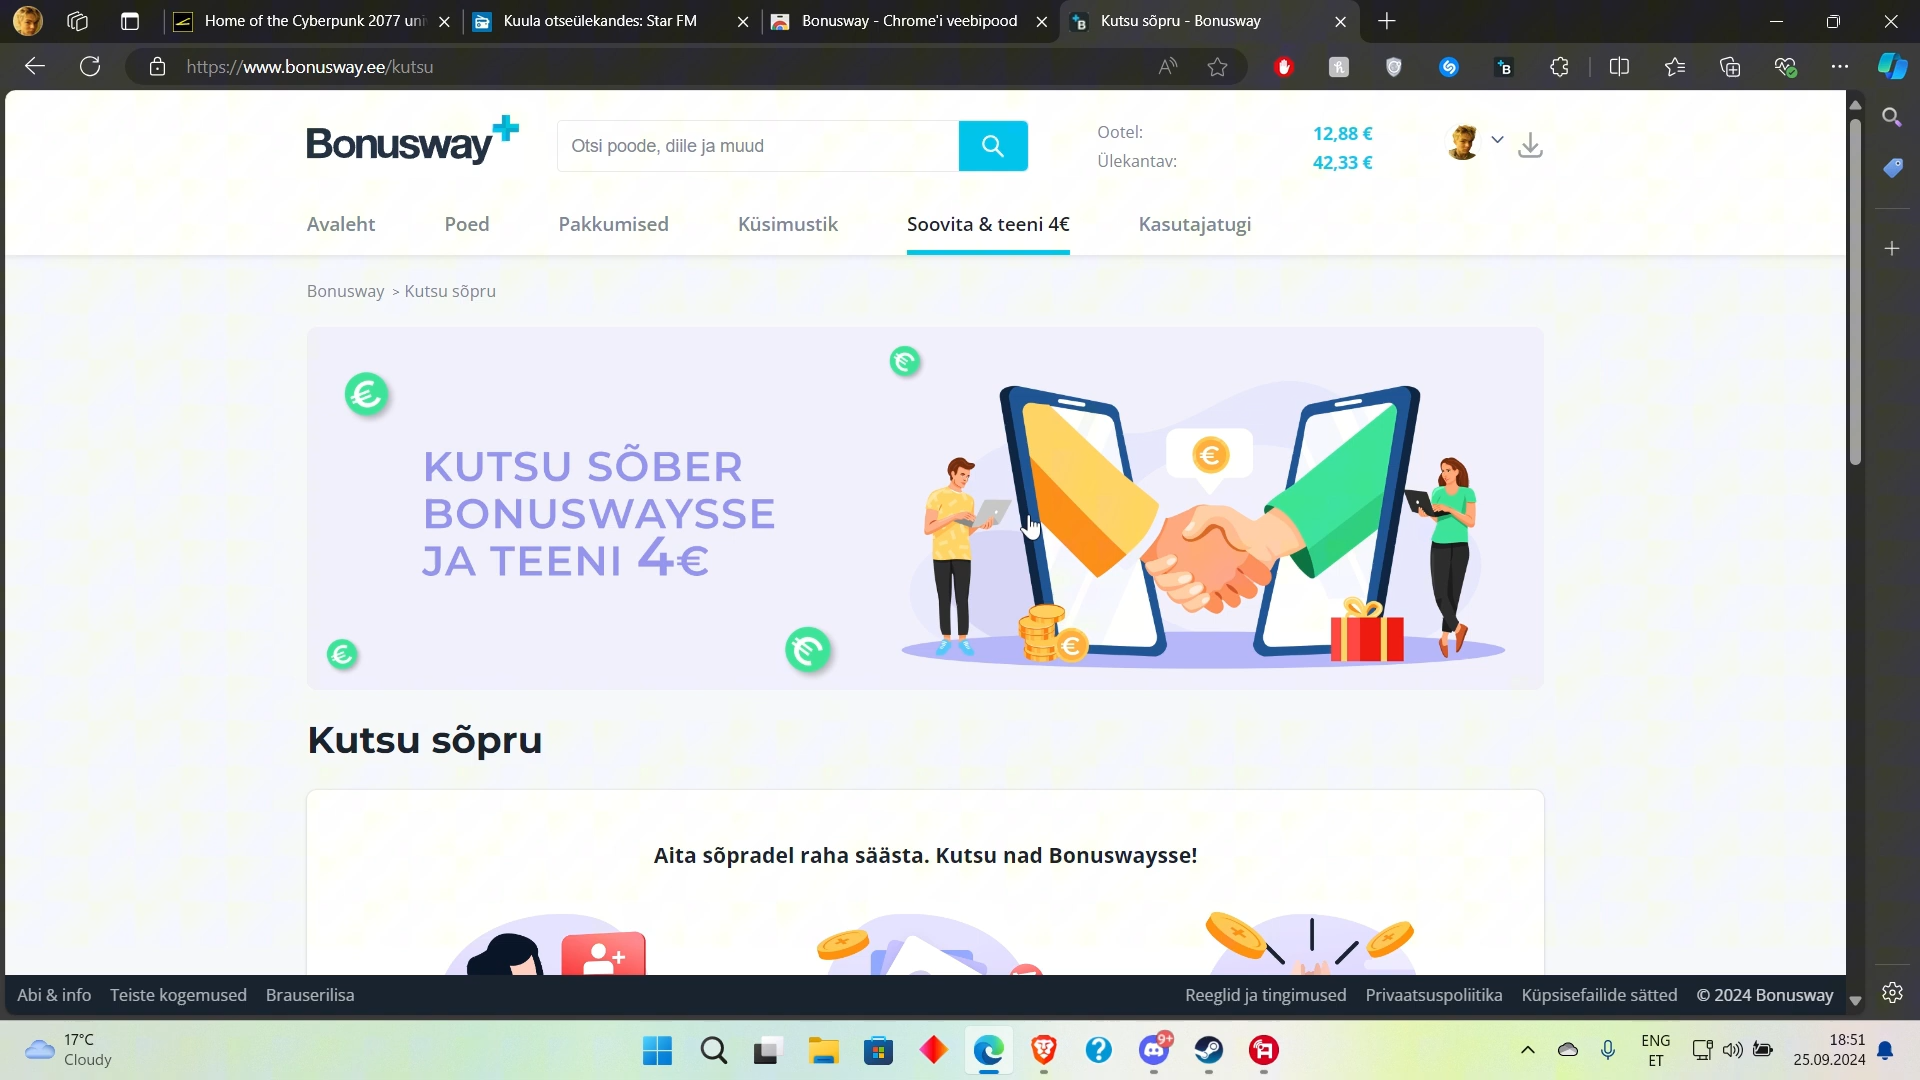 Home of the Cyberpunk 2077 uni
Kuula otseülekandes: Star FM
Bonusway - Chrome'i veebipood
Kutsu sõpru - Bonusway
https://www.bonusway.ee/kutsu
Bonusway
Otsi poode, diile ja muud
Ootel: 12,88 €
Ülekantav: 42,33 €
Avaleht Poed Pakkumised Küsimustik Soovita & teeni 4€ Kasutajatugi
Bonusway > Kutsu sõpru
KUTSU SÕBER
BONUSWAYSSE
JA TEENI 4€
Kutsu sõpru
Aita sõpradel raha säästa. Kutsu nad Bonuswaysse!
Abi & info Teiste kogemused Brauserilisa Reeglid ja tingimused Privaatsuspoliitika Küpsisefailide sätted © 2024 Bonusway
17°C
Cloudy
9+
ENG
ET
18:51
25.09.2024